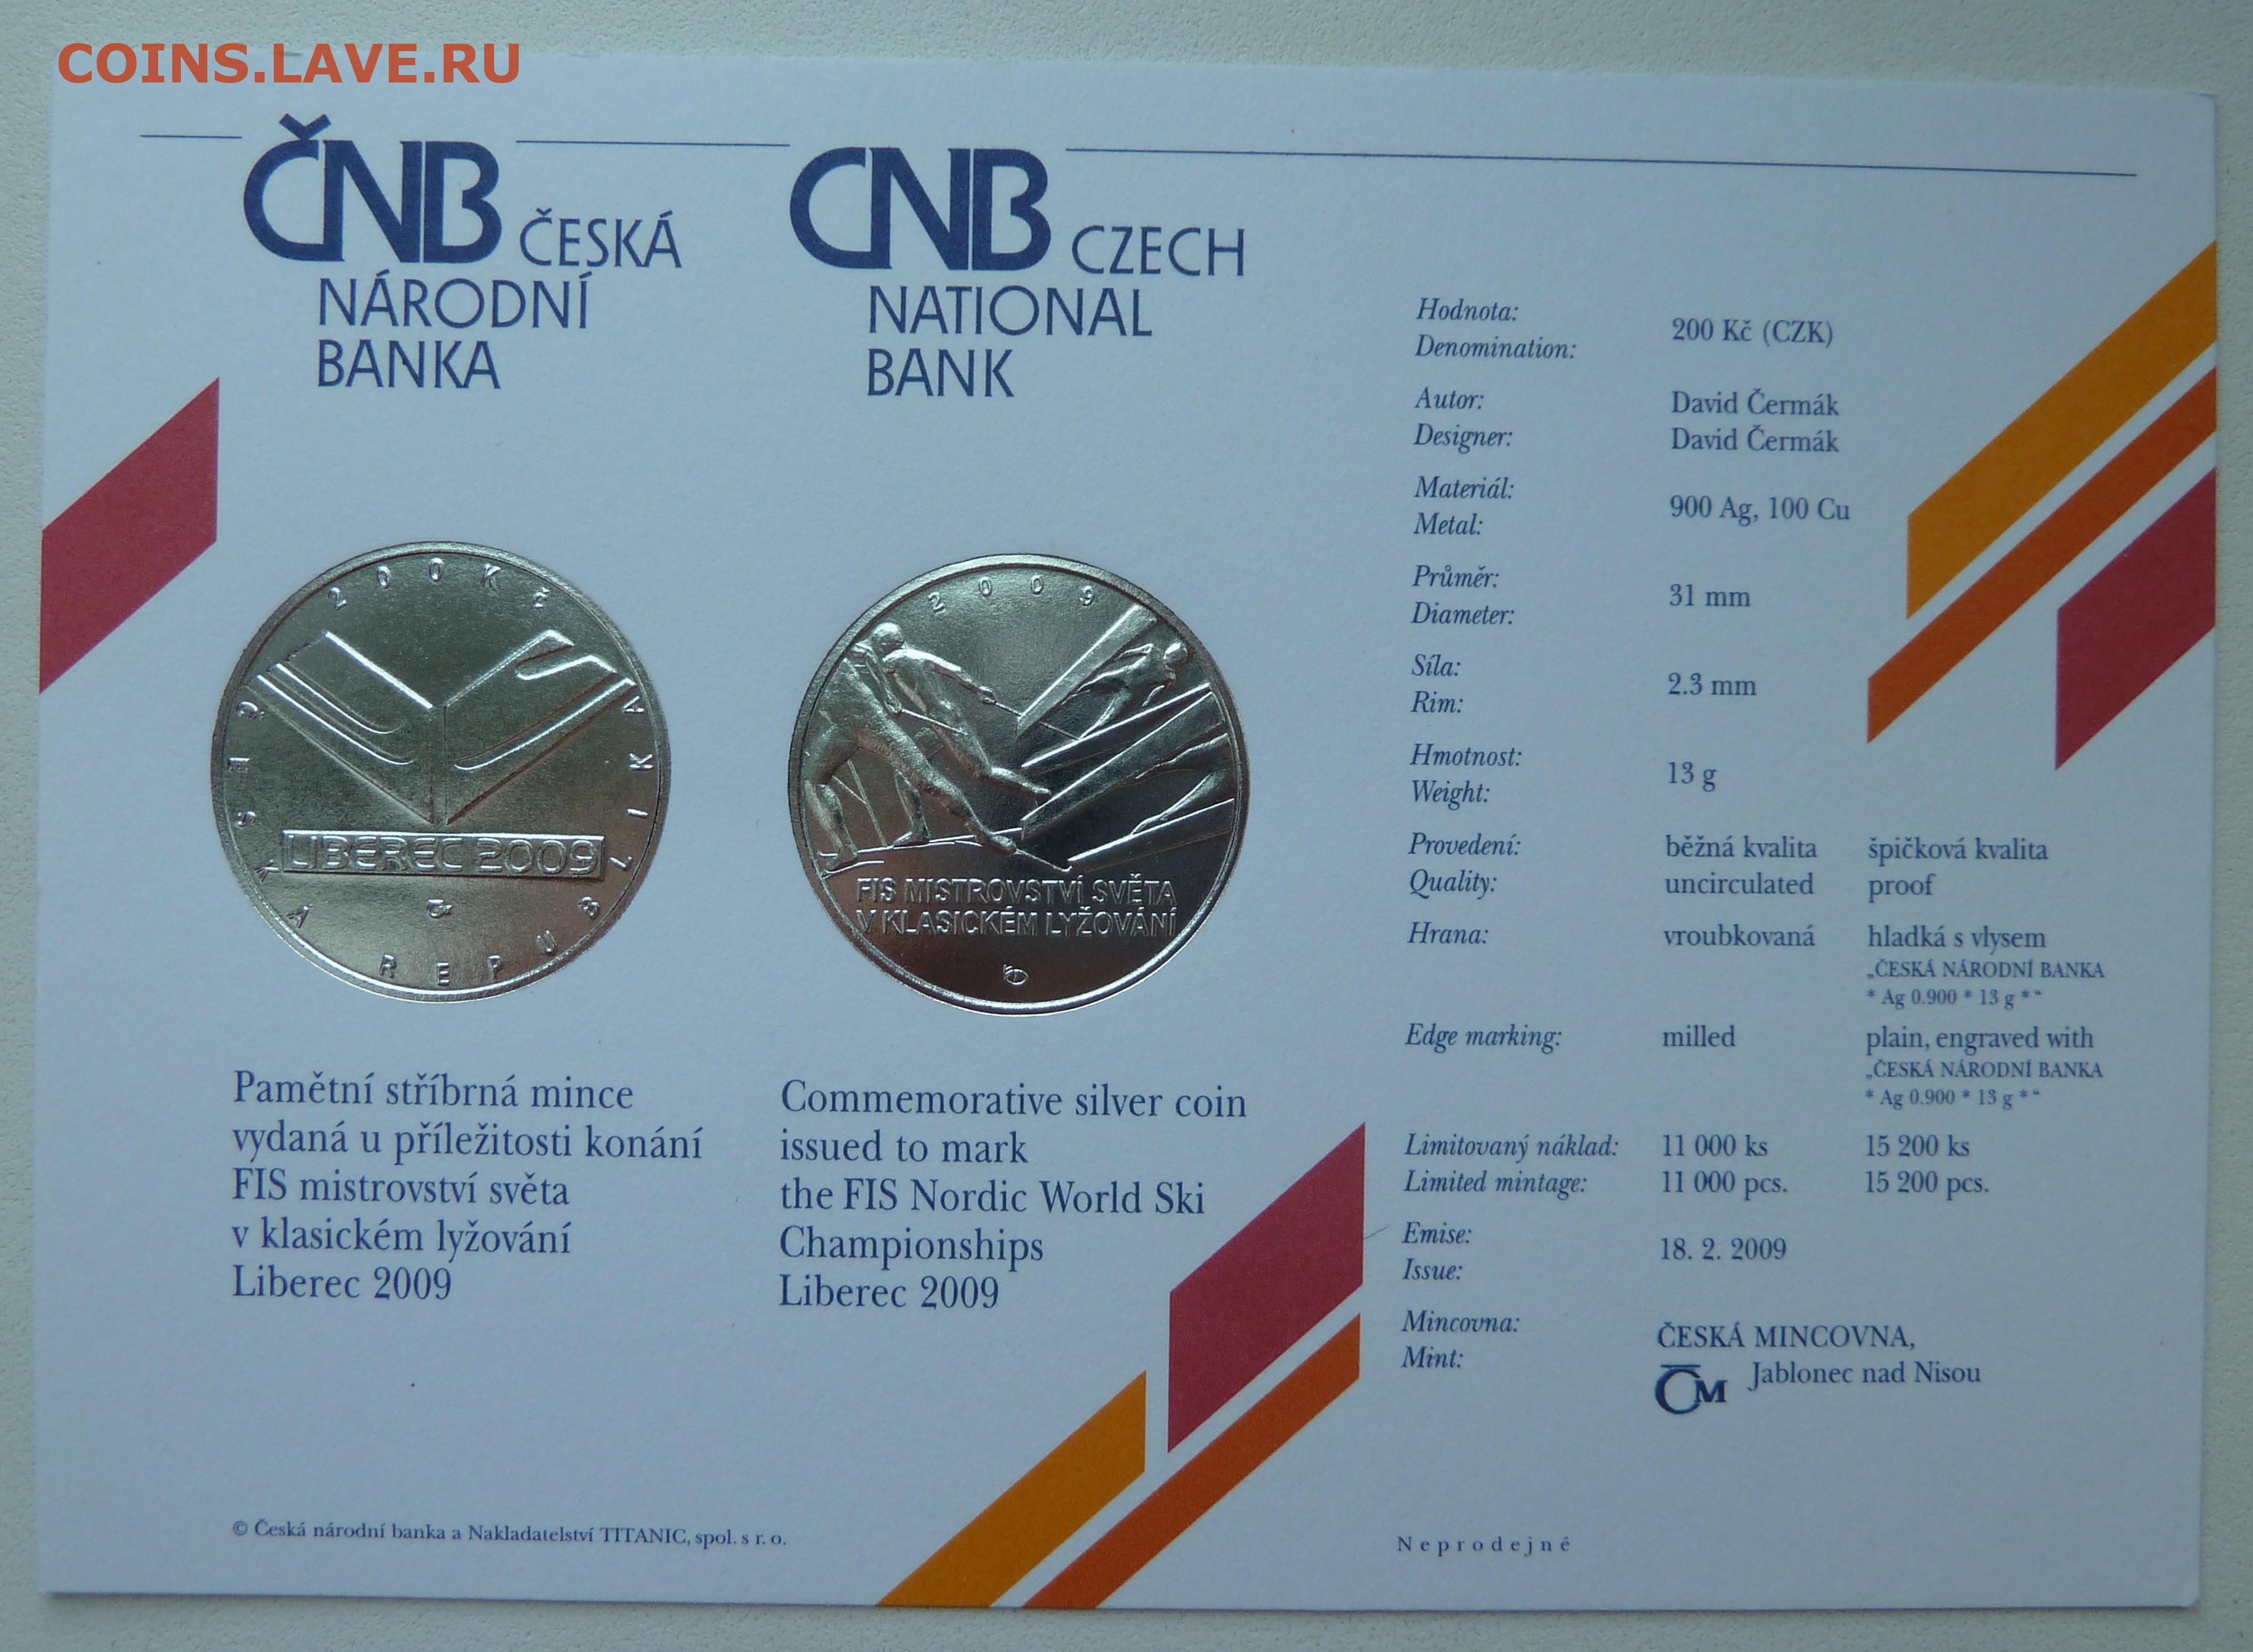 COINS.LAVE.RU
ČNB ČESKÁ
NÁRODNÍ
BANKA
CNB CZECH
NATIONAL
BANK
200 Kč
ČESKÁ REPUBLIKA
LIBEREC 2009
2009
FIS MISTROVSTVÍ SVĚTA
V KLASICKÉM LYŽOVÁNÍ
Pamětní stříbrná mince
vydaná u příležitosti konání
FIS mistrovství světa
v klasickém lyžování
Liberec 2009
Commemorative silver coin
issued to mark
the FIS Nordic World Ski
Championships
Liberec 2009
© Česká národní banka a Nakladatelství TITANIC, spol. s r. o.
Hodnota:
Denomination:
200 Kč (CZK)
Autor: David Čermák
Designer: David Čermák
Materiál:
Metal:
900 Ag, 100 Cu
Průměr:
Diameter:
31 mm
Síla:
Rim:
2.3 mm
Hmotnost:
Weight:
13 g
Provedení: běžná kvalita špičková kvalita
Quality: uncirculated proof
Hrana: vroubkovaná hladká s vlysem
„ČESKÁ NÁRODNÍ BANKA
* Ag 0.900 * 13 g *“
Edge marking: milled plain, engraved with
„ČESKÁ NÁRODNÍ BANKA
* Ag 0.900 * 13 g *“
Limitovaný náklad: 11 000 ks 15 200 ks
Limited mintage: 11 000 pcs. 15 200 pcs.
Emise:
Issue:
18. 2. 2009
Mincovna:
Mint:
ČESKÁ MINCOVNA,
ČM Jablonec nad Nisou
Neprodejné